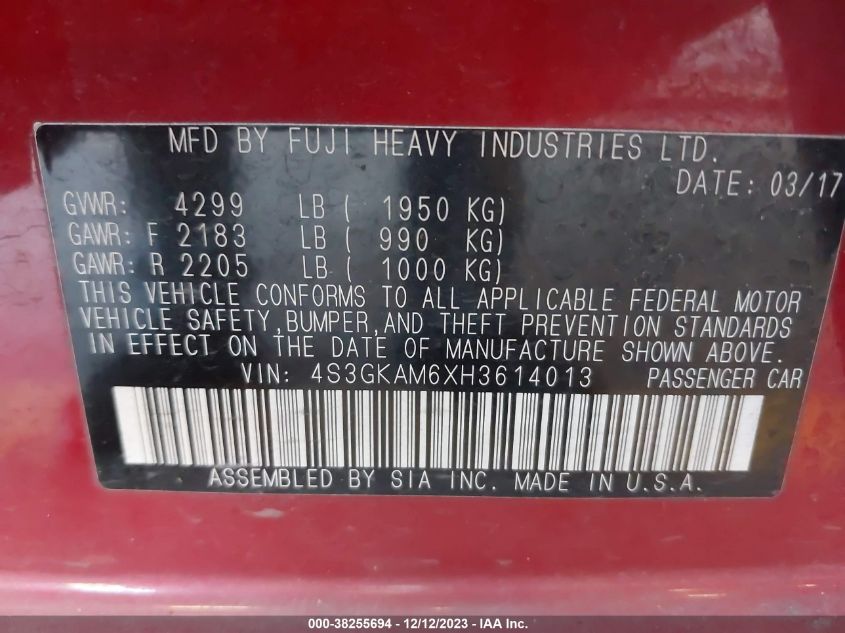 MFD BY FUJI HEAVY INDUSTRIES LTD.
DATE: 03/17
GVWR: 4299 LB ( 1950 KG)
GAWR: F 2183 LB ( 990 KG)
GAWR: R 2205 LB ( 1000 KG)
THIS VEHICLE CONFORMS TO ALL APPLICABLE FEDERAL MOTOR
VEHICLE SAFETY,BUMPER,AND THEFT PREVENTION STANDARDS
IN EFFECT ON THE DATE OF MANUFACTURE SHOWN ABOVE.
VIN: 4S3GKAM6XH3614013 PASSENGER CAR
ASSEMBLED BY SIA INC. MADE IN U.S.A.
000-38255694 - 12/12/2023 - IAA Inc.